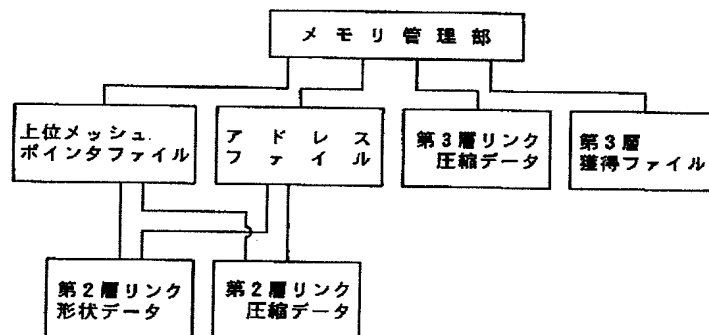 メモリ管理部
上位メッシュ
ポインタファイル
アドレス
ファイル
第3層リンク
圧縮データ
第3層
獲得ファイル
第2層リンク
形状データ
第2層リンク
圧縮データ